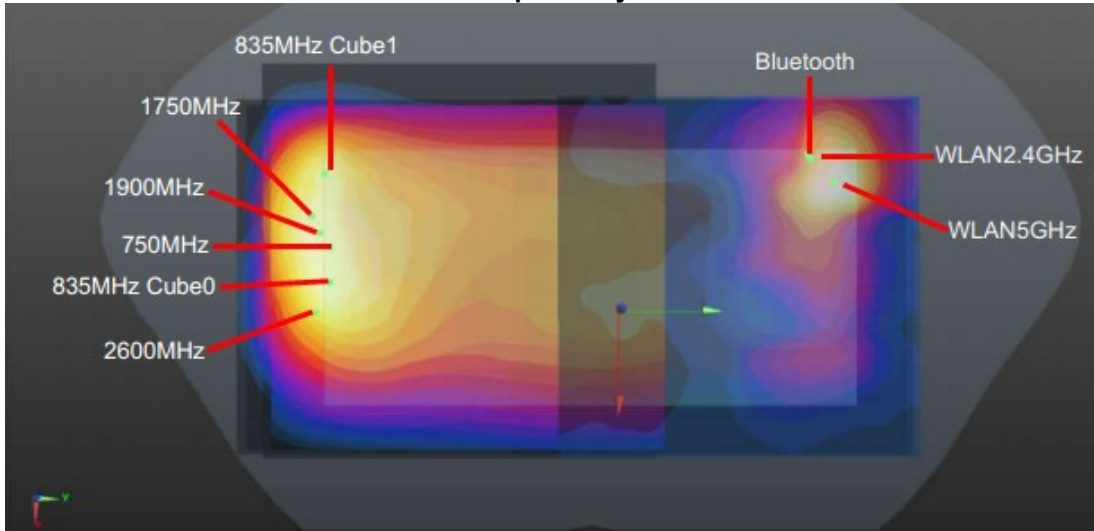 835MHz Cube1
Bluetooth
1750MHz
WLAN2.4GHz
1900MHz
WLAN5GHz
750MHz
835MHz Cube0
2600MHz
y